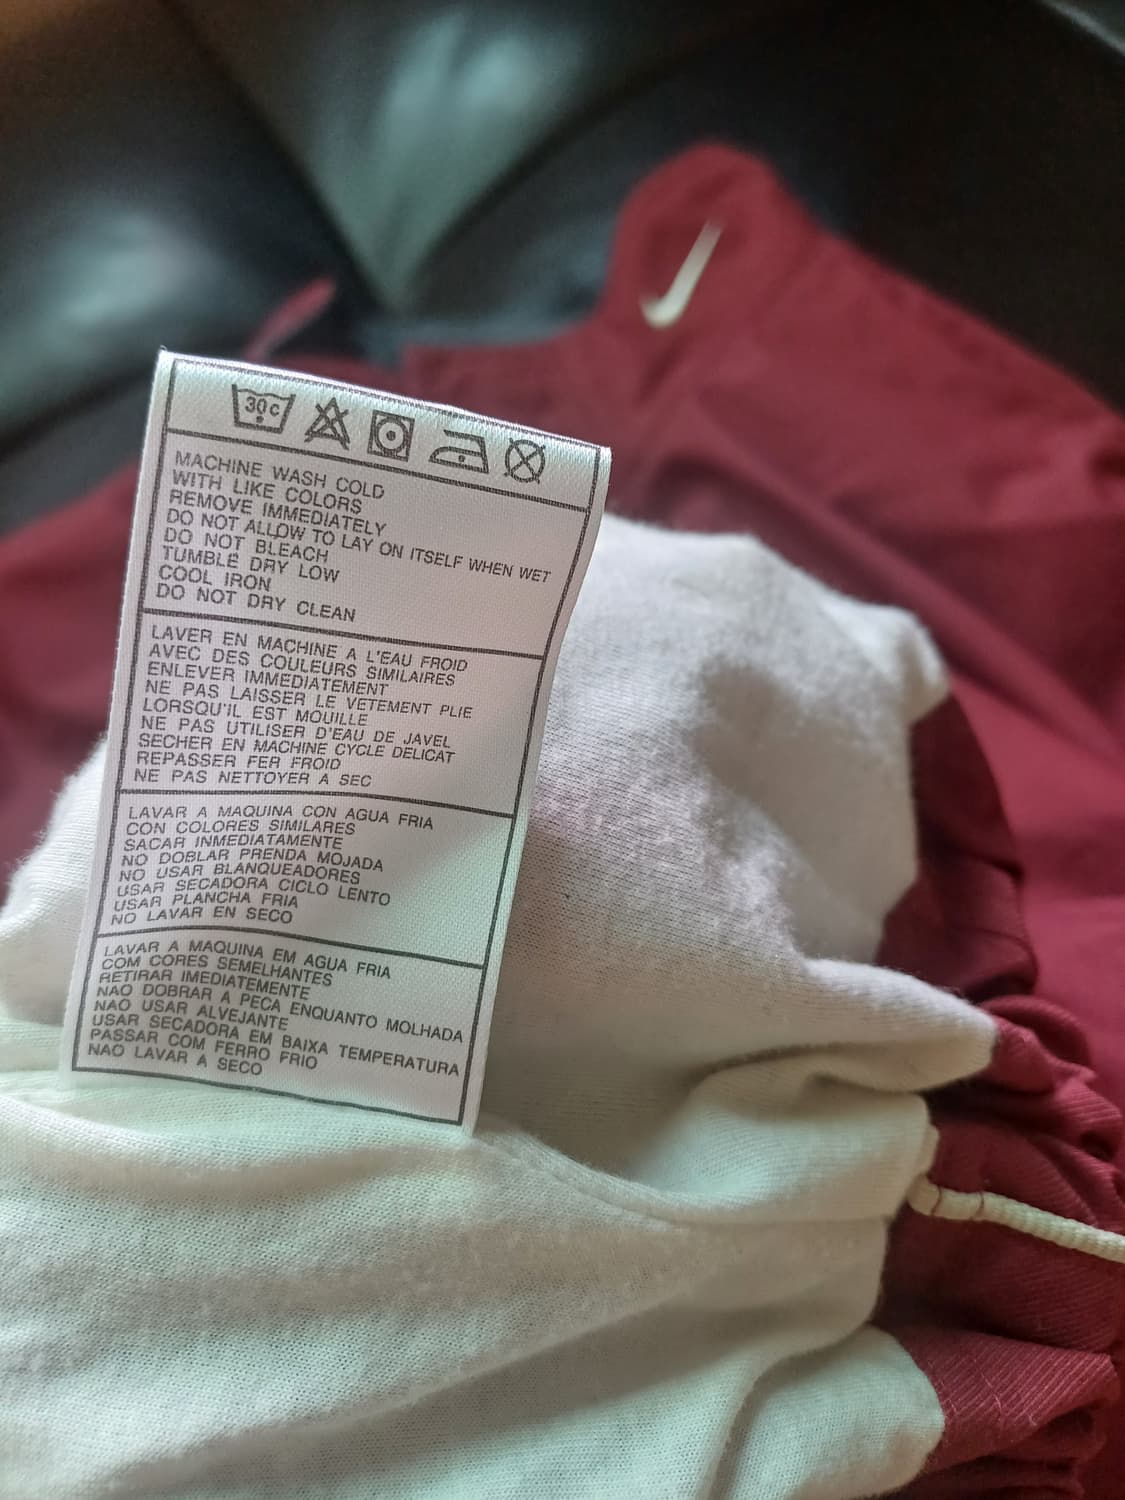 30c
MACHINE WASH COLD
WITH LIKE COLORS
REMOVE IMMEDIATELY
DO NOT ALLOW TO LAY ON ITSELF WHEN WET
DO NOT BLEACH
TUMBLE DRY LOW
COOL IRON
DO NOT DRY CLEAN
LAVER EN MACHINE A L'EAU FROID
AVEC DES COULEURS SIMILAIRES
ENLEVER IMMEDIATEMENT
NE PAS LAISSER LE VETEMENT PLIE
LORSQU'IL EST MOUILLE
NE PAS UTILISER D'EAU DE JAVEL
SECHER EN MACHINE CYCLE DELICAT
REPASSER FER FROID
NE PAS NETTOYER A SEC
LAVAR A MAQUINA CON AGUA FRIA
CON COLORES SIMILARES
SACAR INMEDIATAMENTE
NO DOBLAR PRENDA MOJADA
NO USAR BLANQUEADORES
USAR SECADORA CICLO LENTO
USAR PLANCHA FRIA
NO LAVAR EN SECO
LAVAR A MAQUINA EM AGUA FRIA
COM CORES SEMELHANTES
RETIRAR IMEDIATEMENTE
NAO DOBRAR A PECA ENQUANTO MOLHADA
NAO USAR ALVEJANTE
USAR SECADORA EM BAIXA TEMPERATURA
PASSAR COM FERRO FRIO
NAO LAVAR A SECO